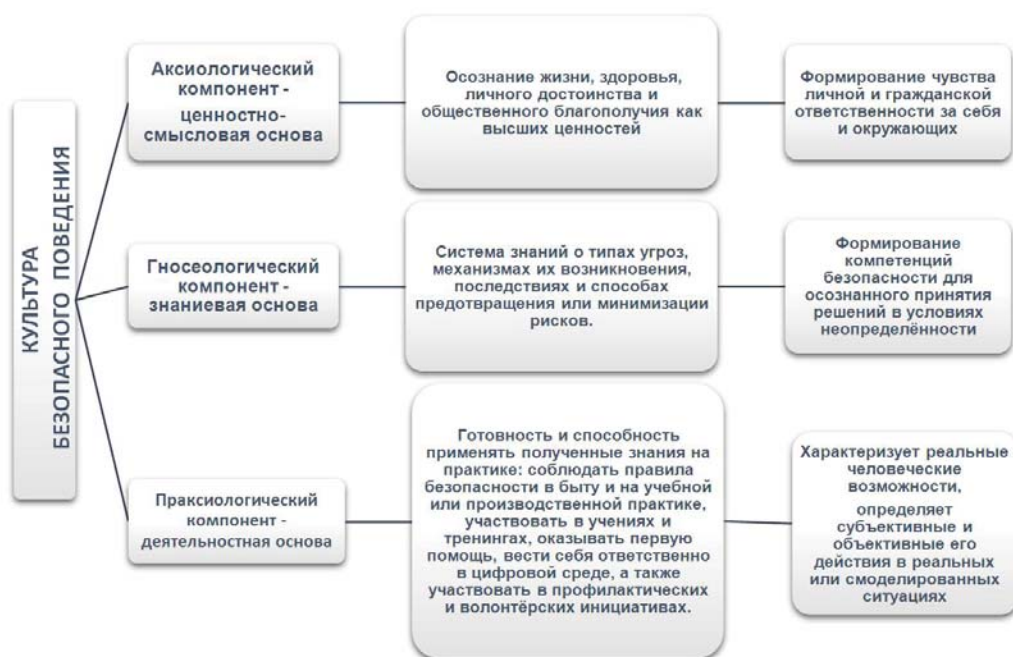 КУЛЬТУРА
БЕЗОПАСНОГО ПОВЕДЕНИЯ
Аксиологический
компонент -
ценностно-
смысловая основа
Осознание жизни, здоровья,
личного достоинства и
общественного благополучия как
высших ценностей
Формирование чувства
личной и гражданской
ответственности за себя
и окружающих
Гносеологический
компонент -
знаниевая основа
Система знаний о типах угроз,
механизмах их возникновения,
последствиях и способах
предотвращения или минимизации
рисков.
Формирование
компетенций
безопасности для
осознанного принятия
решений в условиях
неопределённости
Праксиологический
компонент -
деятельностная основа
Готовность и способность
применять полученные знания на
практике: соблюдать правила
безопасности в быту и на учебной
или производственной практике,
участвовать в учениях и
тренингах, оказывать первую
помощь, вести себя ответственно
в цифровой среде, а также
участвовать в профилактических
и волонтёрских инициативах.
Характеризует реальные
человеческие
возможности,
определяет
субъективные и
объективные его
действия в реальных
или смоделированных
ситуациях